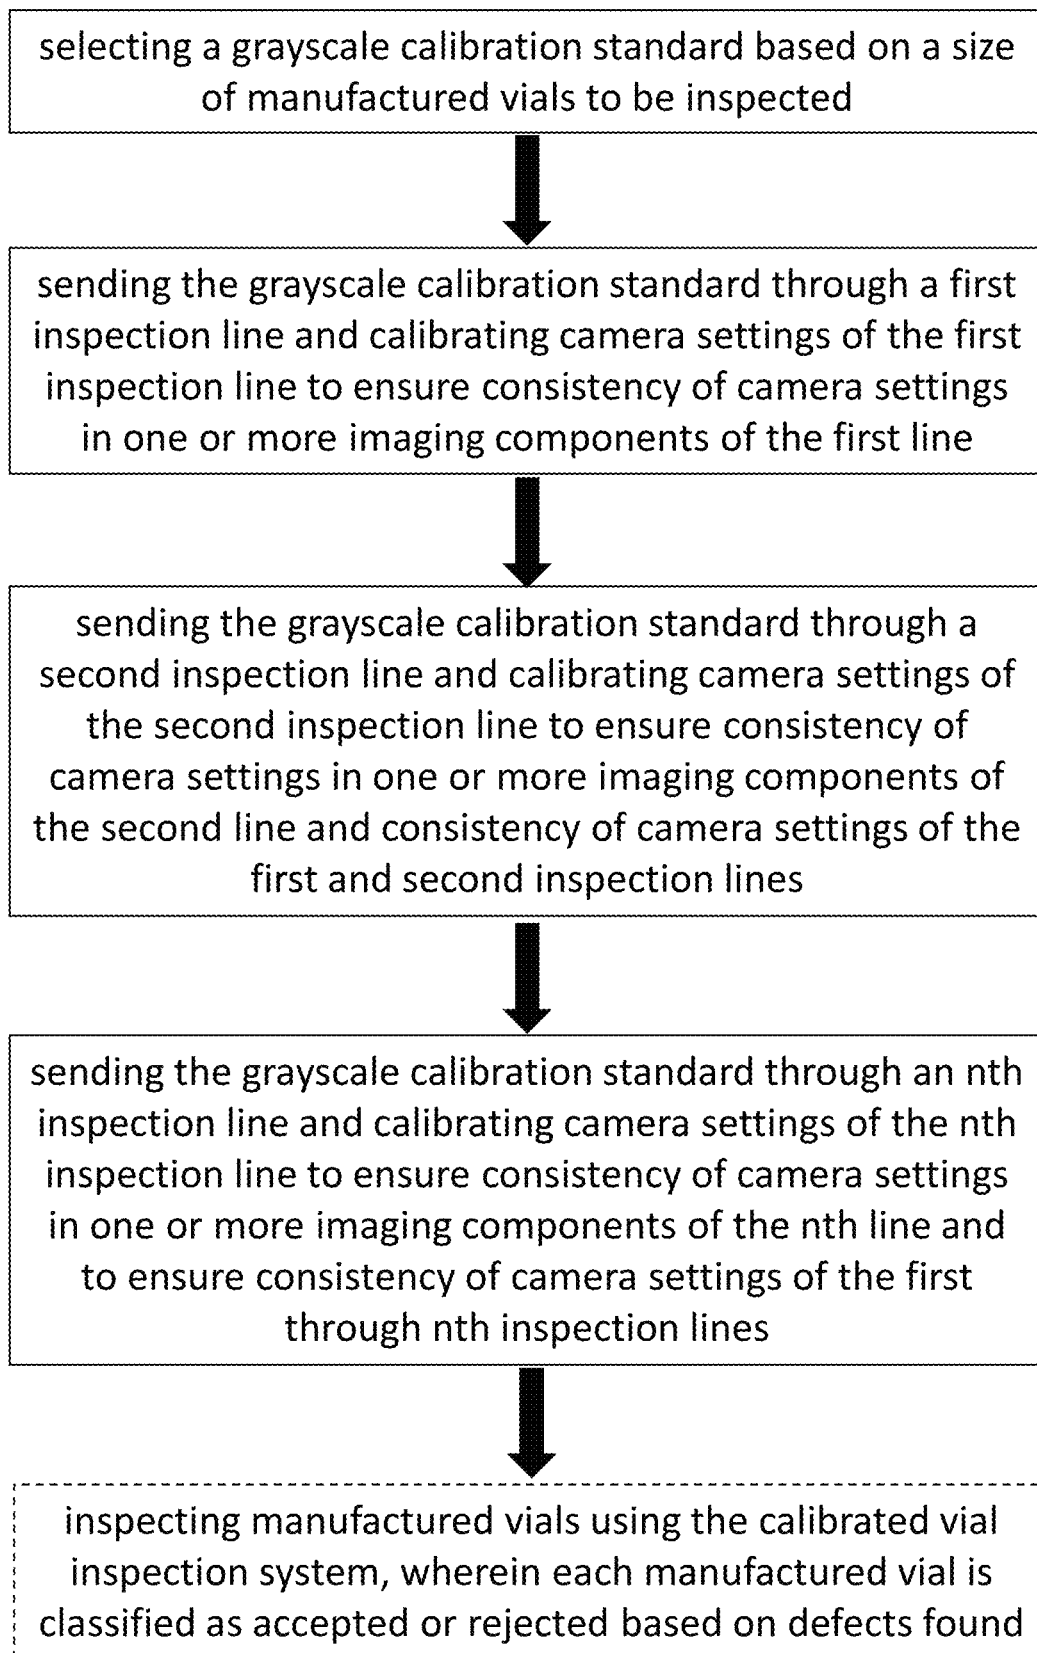 selecting a grayscale calibration standard based on a size
of manufactured vials to be inspected
sending the grayscale calibration standard through a first
inspection line and calibrating camera settings of the first
inspection line to ensure consistency of camera settings
in one or more imaging components of the first line
sending the grayscale calibration standard through a
second inspection line and calibrating camera settings of
the second inspection line to ensure consistency of
camera settings in one or more imaging components of
the second line and consistency of camera settings of the
first and second inspection lines
sending the grayscale calibration standard through an nth
inspection line and calibrating camera settings of the nth
inspection line to ensure consistency of camera settings
in one or more imaging components of the nth line and
to ensure consistency of camera settings of the first
through nth inspection lines
inspecting manufactured vials using the calibrated vial
inspection system, wherein each manufactured vial is
classified as accepted or rejected based on defects found